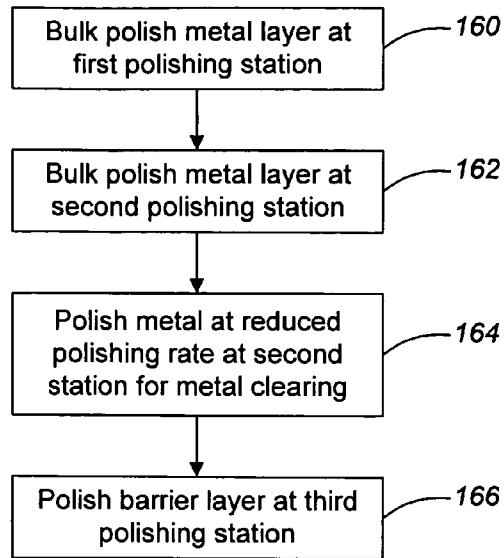 Bulk polish metal layer at
first polishing station
160
Bulk polish metal layer at
second polishing station
162
Polish metal at reduced
polishing rate at second
station for metal clearing
164
Polish barrier layer at third
polishing station
166